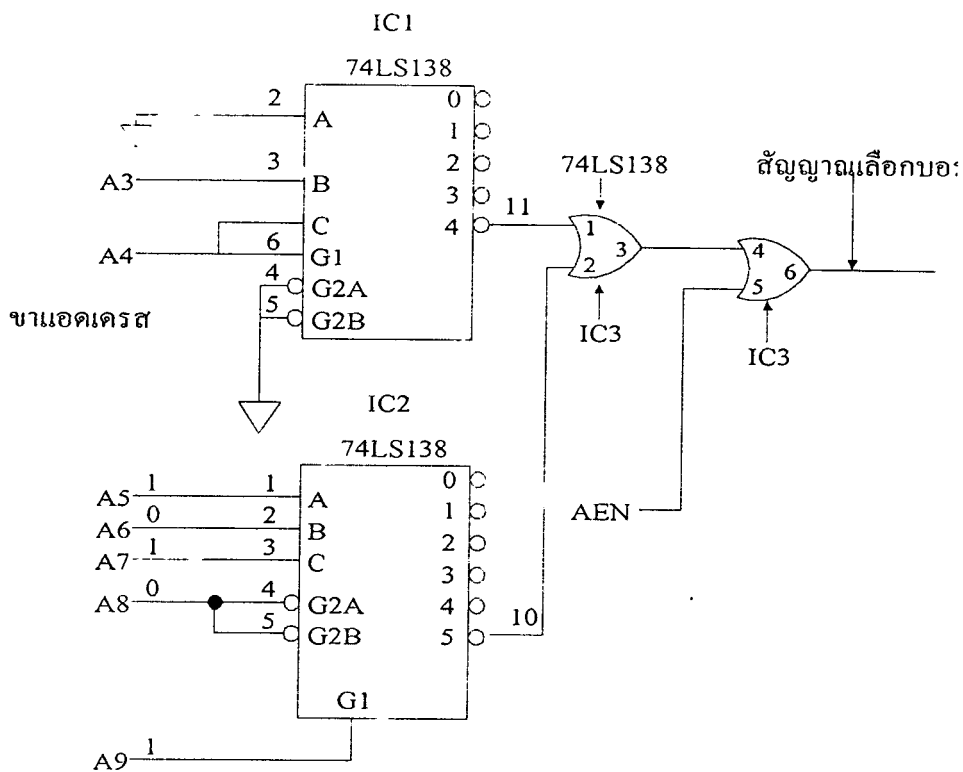 IC1
74LS138
2 A 0
1
3 2
A3 B 3 74LS138 สัญญาณเลือกบอ
C 4 11 1
A4 6 G1 2 3 4 6
4 G2A 5
5 G2B IC3
ขาแอดเดรส IC3
IC2
74LS138
A5 1 1 A 0
A6 0 2 B 1 AEN
A7 1 3 C 2
A8 0 4 G2A 3
5 G2B 4
5 10
G1
A9 1